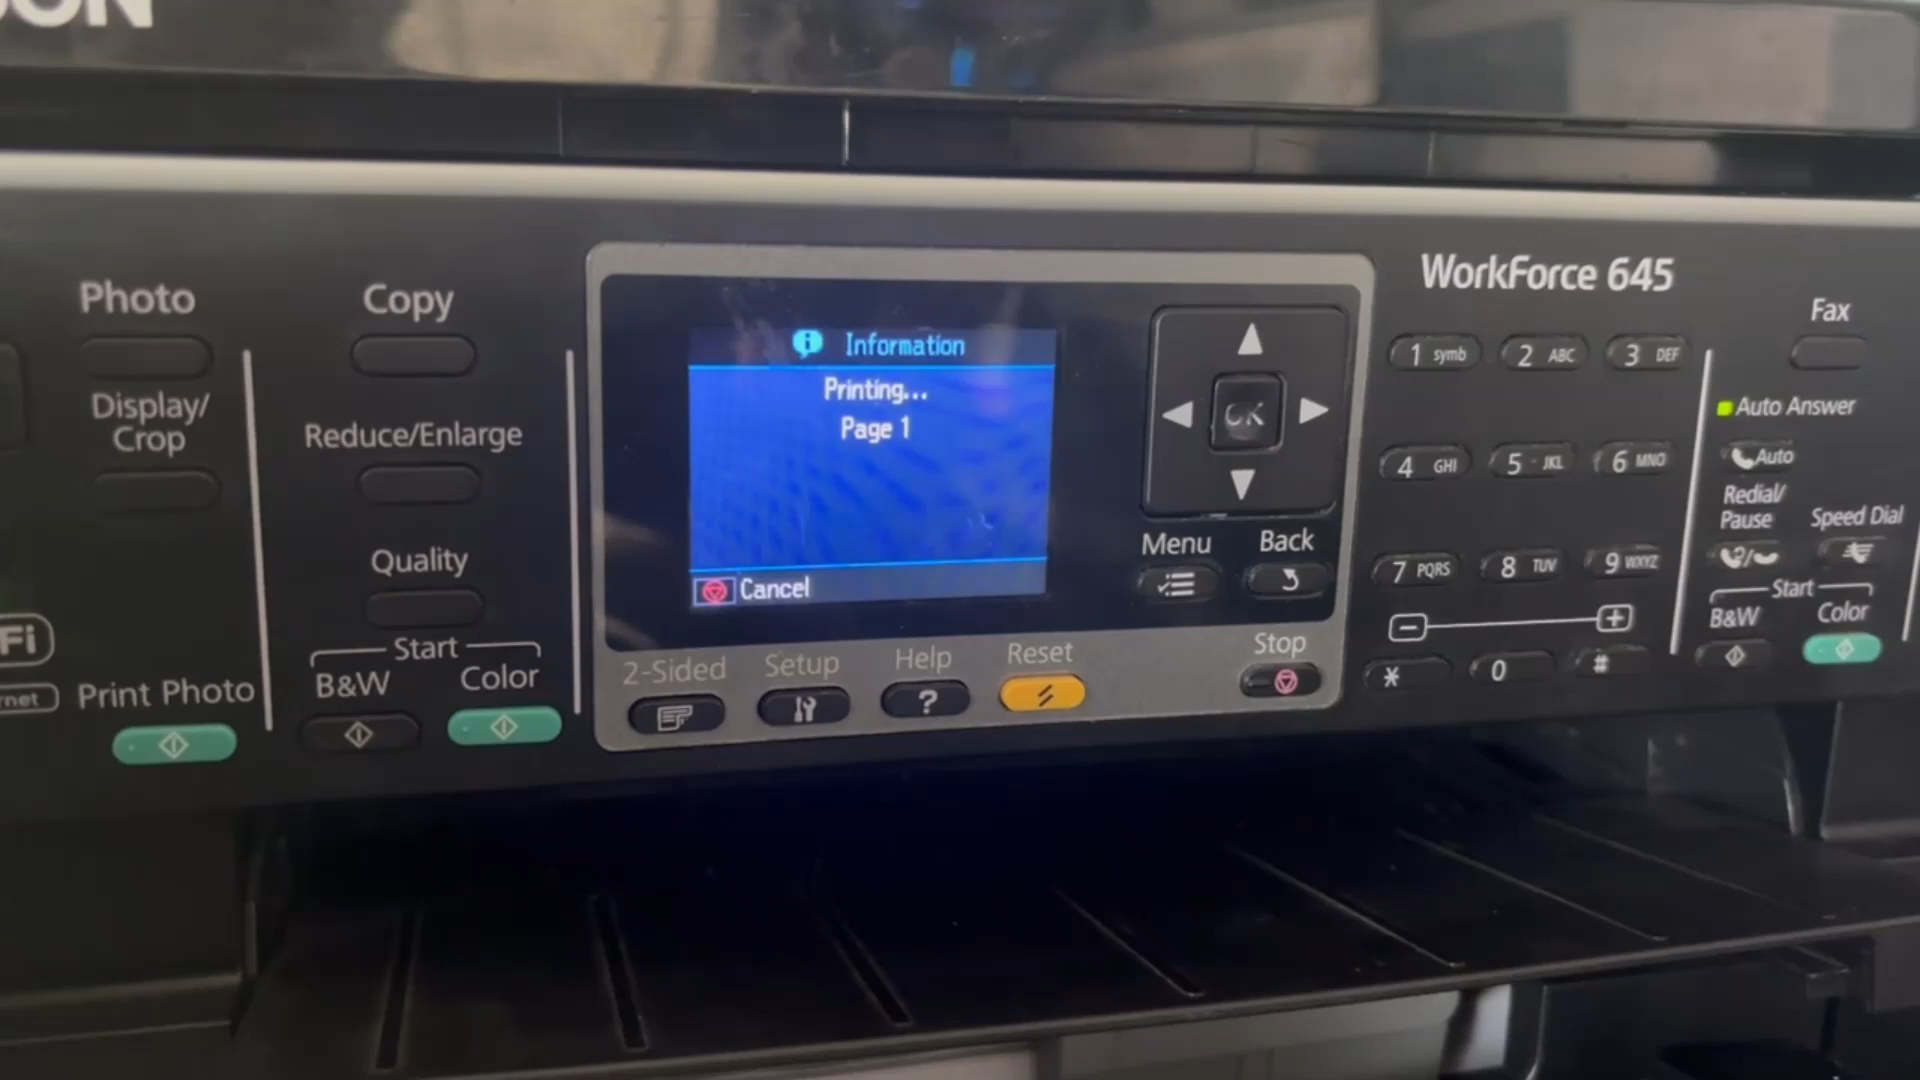 WorkForce 645
Photo
Copy
Display/
Crop
Reduce/Enlarge
Quality
Start
B&W
Color
Print Photo
Information
Printing...
Page 1
Cancel
OK
Menu
Back
2-Sided
Setup
Help
?
Reset
Stop
1 symb
2 ABC
3 DEF
4 GHI
5 JKL
6 MNO
7 PQRS
8 TUV
9 WXYZ
- +
* 0 #
Fax
Auto Answer
Auto
Redial/
Pause
Speed Dial
Start
B&W
Color